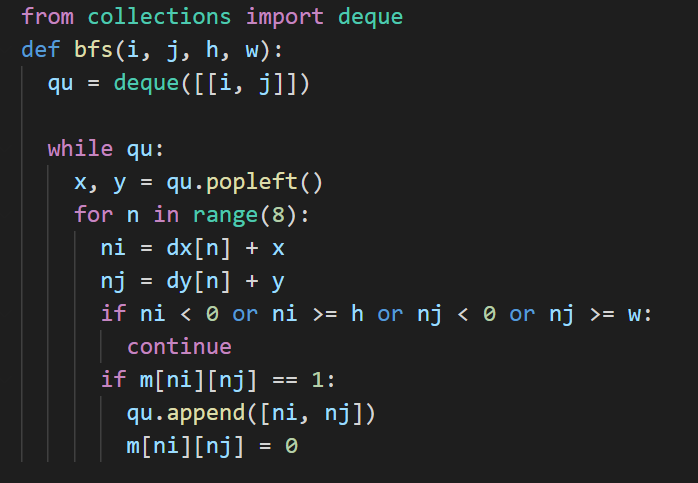 from collections import deque
def bfs(i, j, h, w):
  qu = deque([[i, j]])

  while qu:
    x, y = qu.popleft()
    for n in range(8):
      ni = dx[n] + x
      nj = dy[n] + y
      if ni < 0 or ni >= h or nj < 0 or nj >= w:
        continue
      if m[ni][nj] == 1:
        qu.append([ni, nj])
        m[ni][nj] = 0